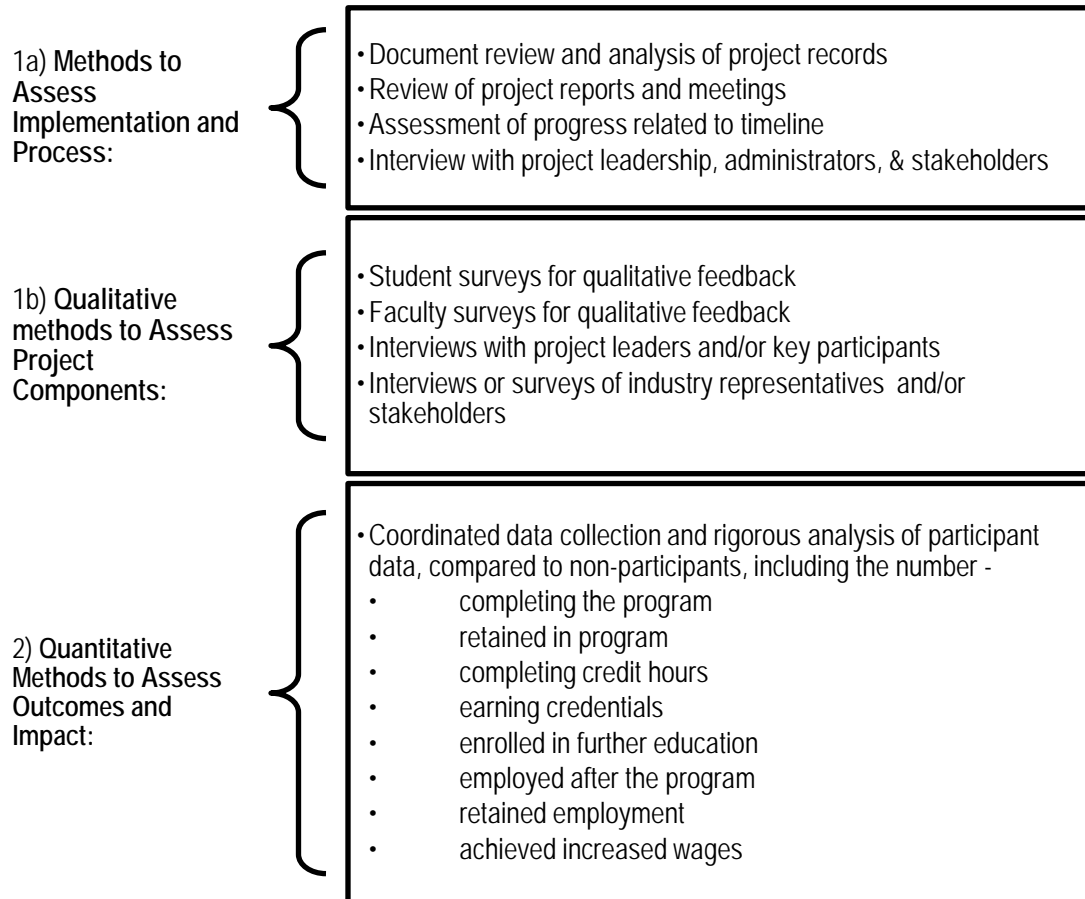 1a) Methods to
Assess
Implementation and
Process:
• Document review and analysis of project records
• Review of project reports and meetings
• Assessment of progress related to timeline
• Interview with project leadership, administrators, & stakeholders
1b) Qualitative
methods to Assess
Project
Components:
• Student surveys for qualitative feedback
• Faculty surveys for qualitative feedback
• Interviews with project leaders and/or key participants
• Interviews or surveys of industry representatives and/or
stakeholders
2) Quantitative
Methods to Assess
Outcomes and
Impact:
• Coordinated data collection and rigorous analysis of participant
data, compared to non-participants, including the number -
• completing the program
• retained in program
• completing credit hours
• earning credentials
• enrolled in further education
• employed after the program
• retained employment
• achieved increased wages